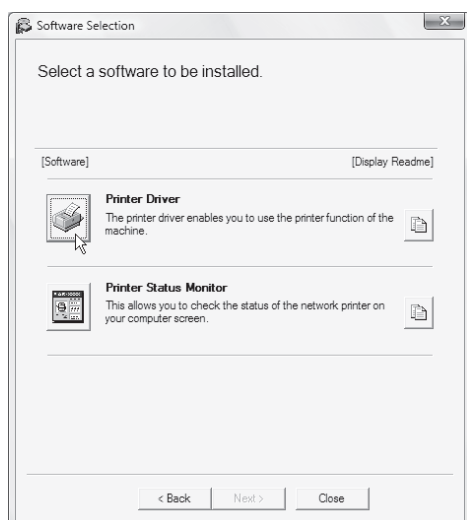 Software Selection
Select a software to be installed.
[Software] [Display Readme]
Printer Driver
The printer driver enables you to use the printer function of the
machine.
Printer Status Monitor
This allows you to check the status of the network printer on
your computer screen.
< Back Next > Close